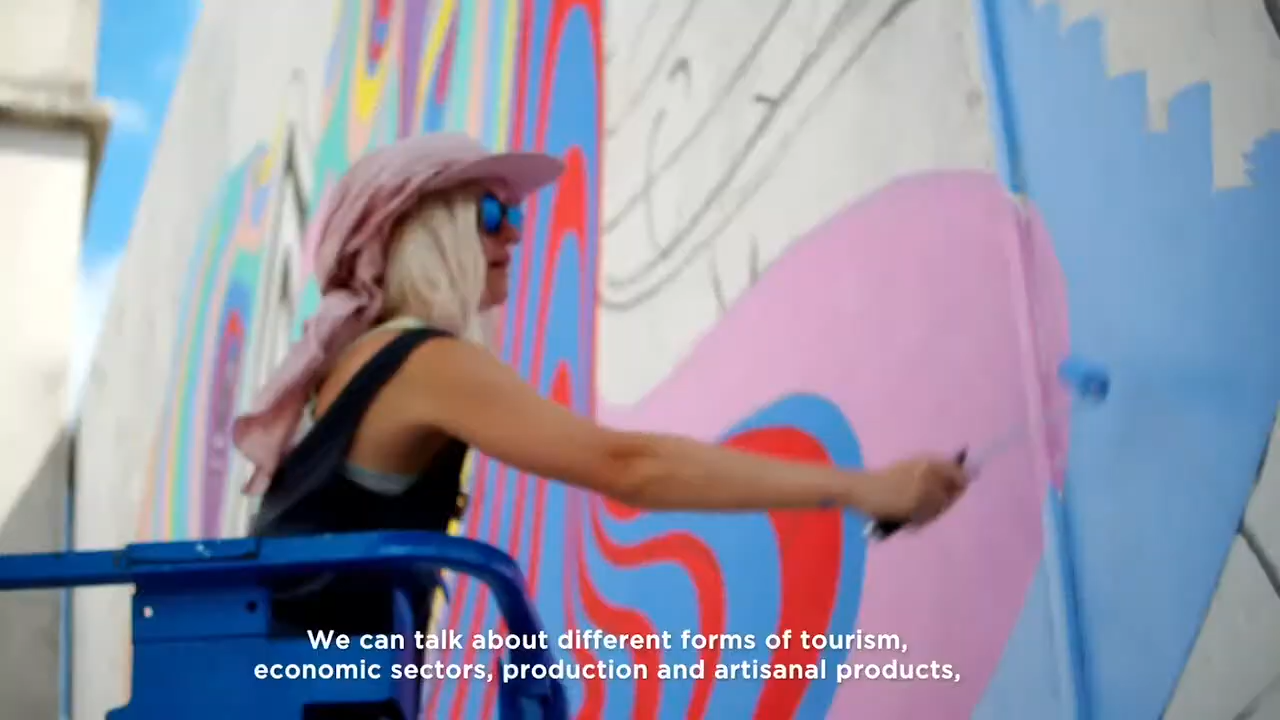 We can talk about different forms of tourism,
economic sectors, production and artisanal products,